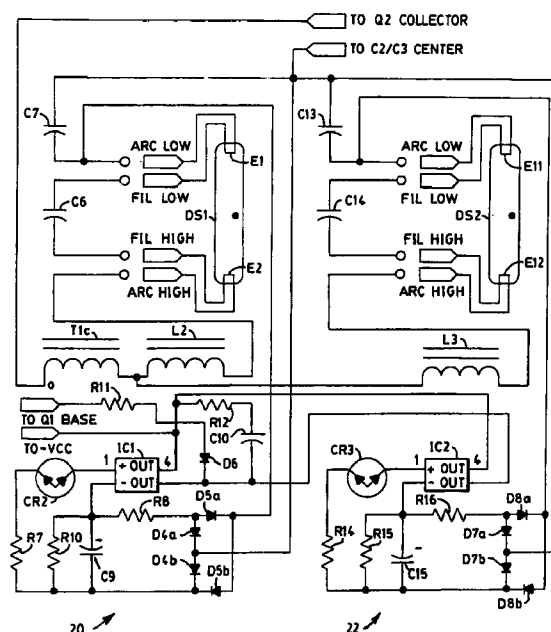 TO Q2 COLLECTOR
TO C2/C3 CENTER
C7
C13
ARC LOW
E1
ARC LOW
E11
FIL LOW
FIL LOW
C6
DS1
C14
DS2
FIL HIGH
E2
FIL HIGH
E12
ARC HIGH
ARC HIGH
T1c
L2
L3
R11
R12
TO Q1 BASE
C10
TO-VCC
IC1
D6
CR3
IC2
1 + OUT 4
- OUT
1 + OUT 4
- OUT
CR2
R8
D5a
R16
D8a
R7
R10
D4a
R14
R15
D7a
D4b
D7b
C9
D5b
C15
D8b
20
22